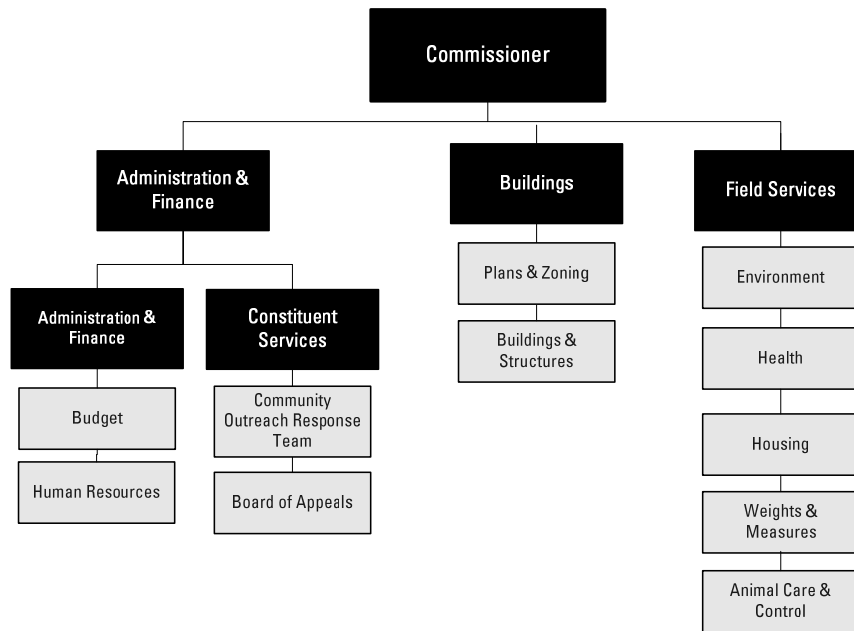 Commissioner
Administration &
Finance
Buildings
Field Services
Administration &
Finance
Constituent
Services
Plans & Zoning
Buildings &
Structures
Environment
Health
Housing
Weights &
Measures
Animal Care &
Control
Budget
Human Resources
Community
Outreach Response
Team
Board of Appeals